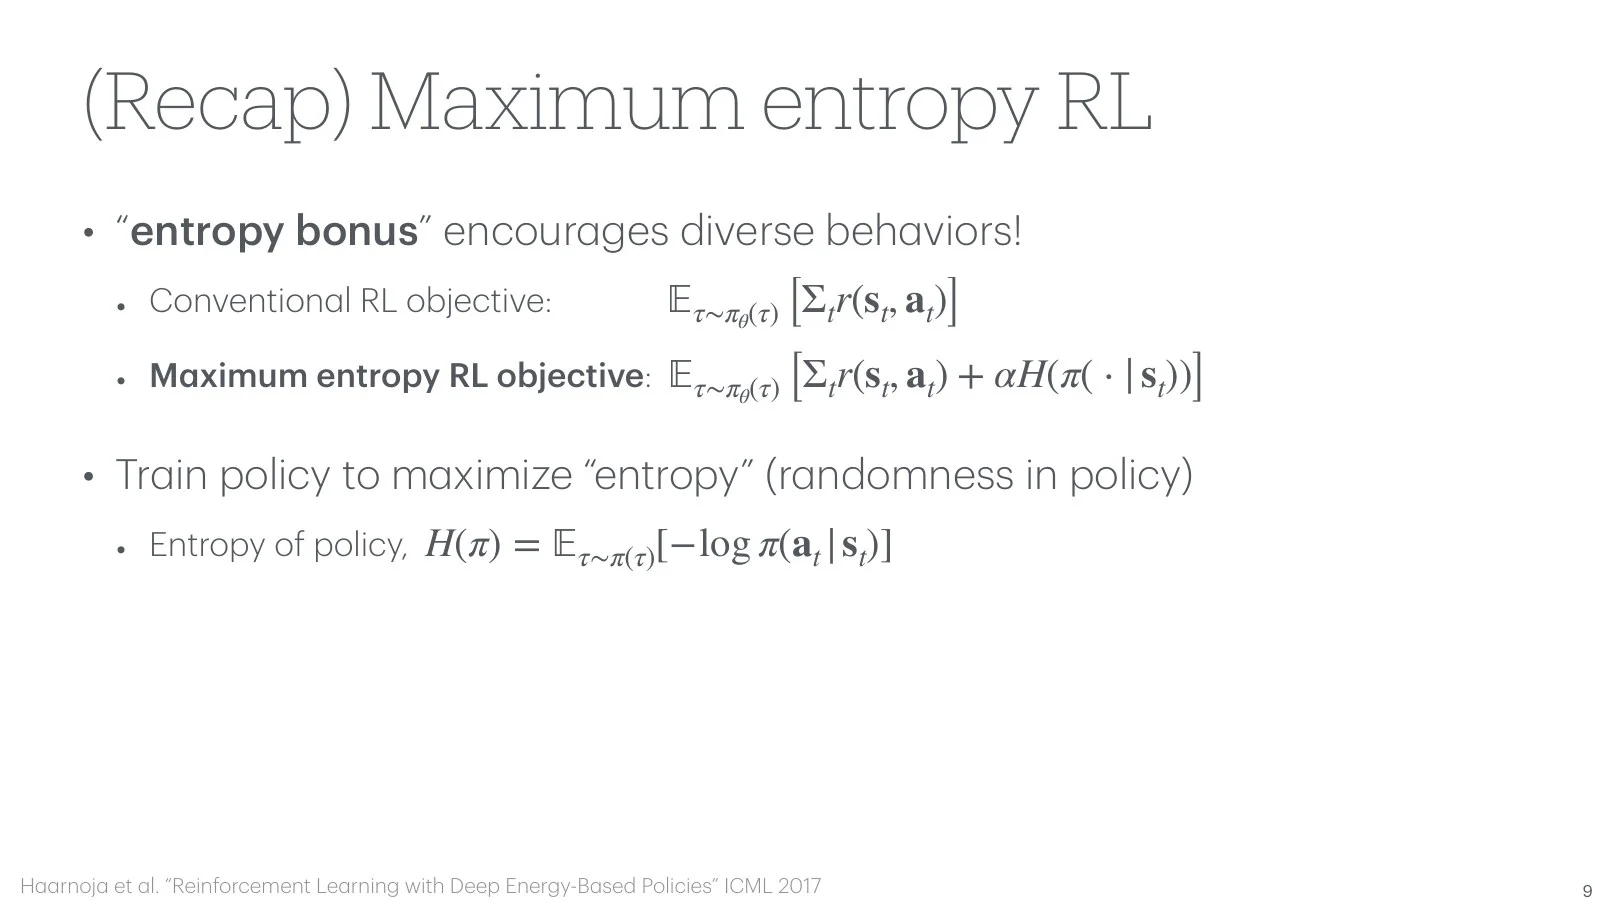 (Recap) Maximum entropy RL
• “entropy bonus” encourages diverse behaviors!
• Conventional RL objective: 𝔼_{τ∼π_θ(τ)} [Σ_t r(s_t, a_t)]
• Maximum entropy RL objective: 𝔼_{τ∼π_θ(τ)} [Σ_t r(s_t, a_t) + αH(π( · | s_t))]
• Train policy to maximize “entropy” (randomness in policy)
• Entropy of policy, H(π) = 𝔼_{τ∼π(τ)}[−log π(a_t | s_t)]
Haarnoja et al. “Reinforcement Learning with Deep Energy-Based Policies” ICML 2017
9